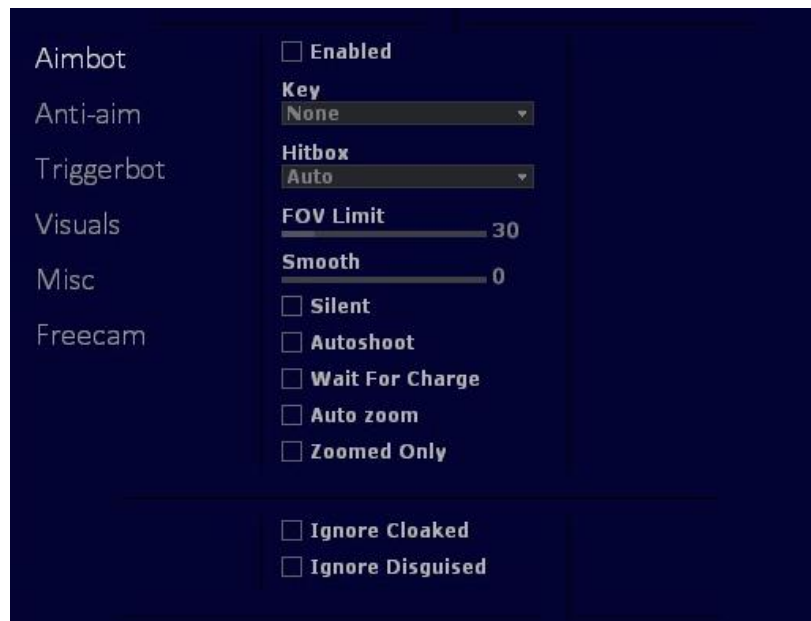 Aimbot
Anti-aim
Triggerbot
Visuals
Misc
Freecam
Enabled
Key
None
Hitbox
Auto
FOV Limit
30
Smooth
0
Silent
Autoshoot
Wait For Charge
Auto zoom
Zoomed Only
Ignore Cloaked
Ignore Disguised